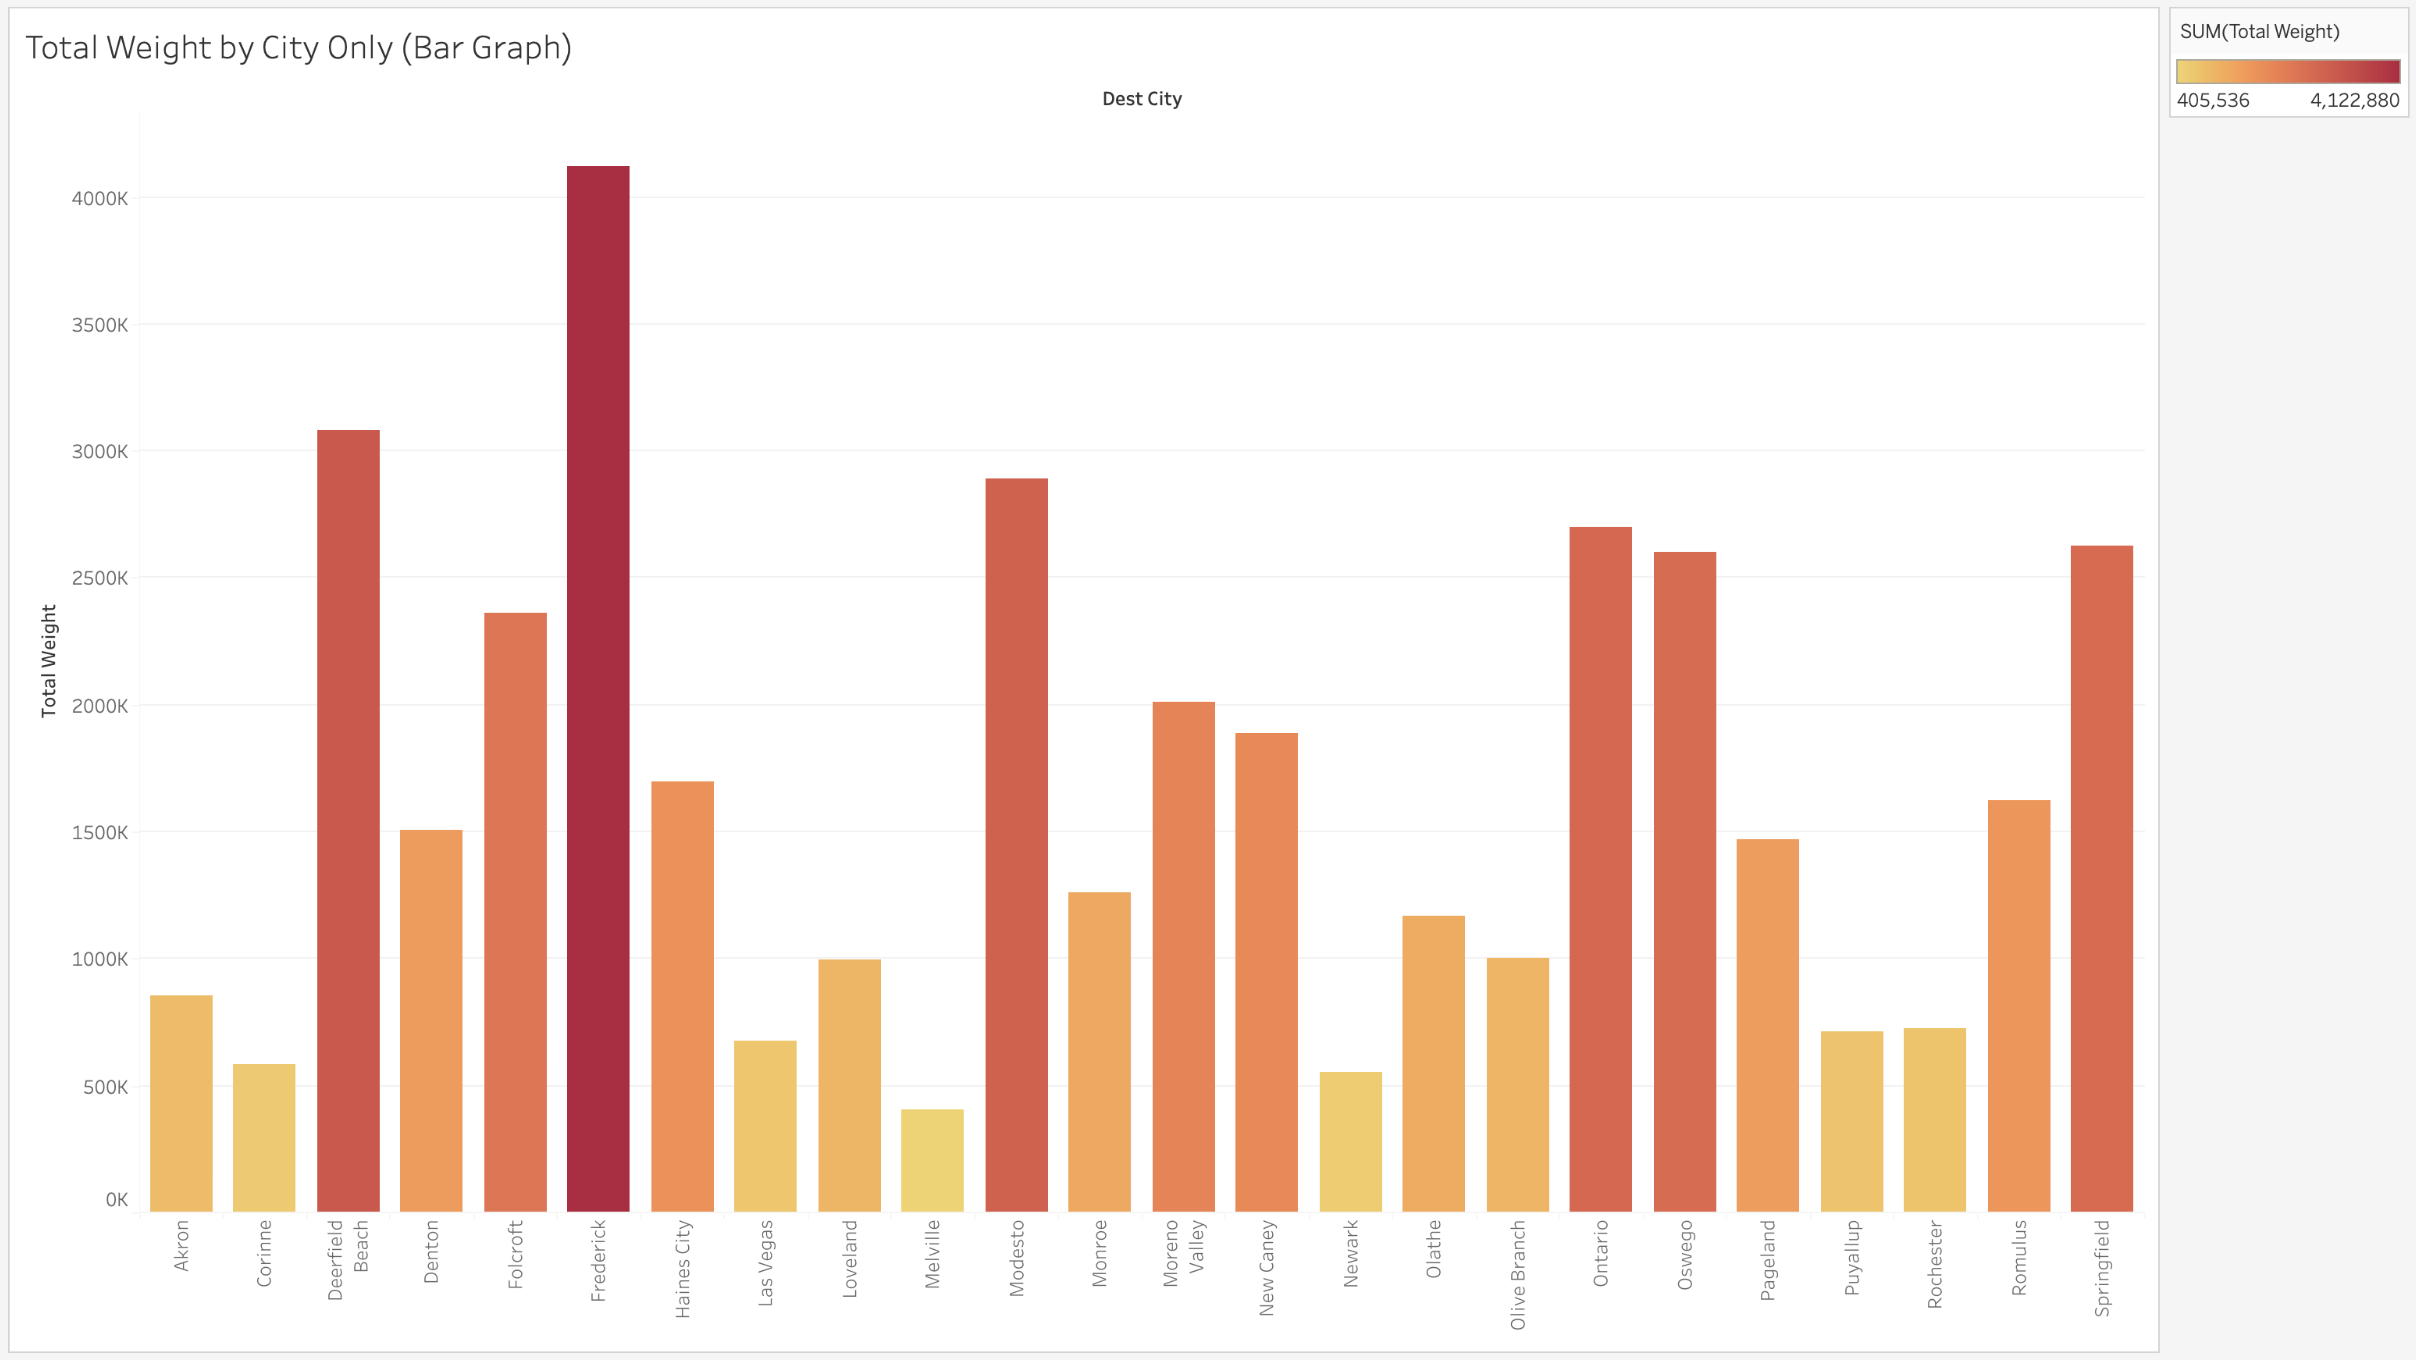 Total Weight by City Only (Bar Graph)
Dest City
4000K
3500K
3000K
2500K
2000K
1500K
1000K
500K
0K
Total Weight
Akron
Corinne
Deerfield
Beach
Denton
Folcroft
Frederick
Haines City
Las Vegas
Loveland
Melville
Modesto
Monroe
Moreno
Valley
New Caney
Newark
Olathe
Olive Branch
Ontario
Oswego
Pageland
Puyallup
Rochester
Romulus
Springfield
SUM(Total Weight)
405,536 4,122,880